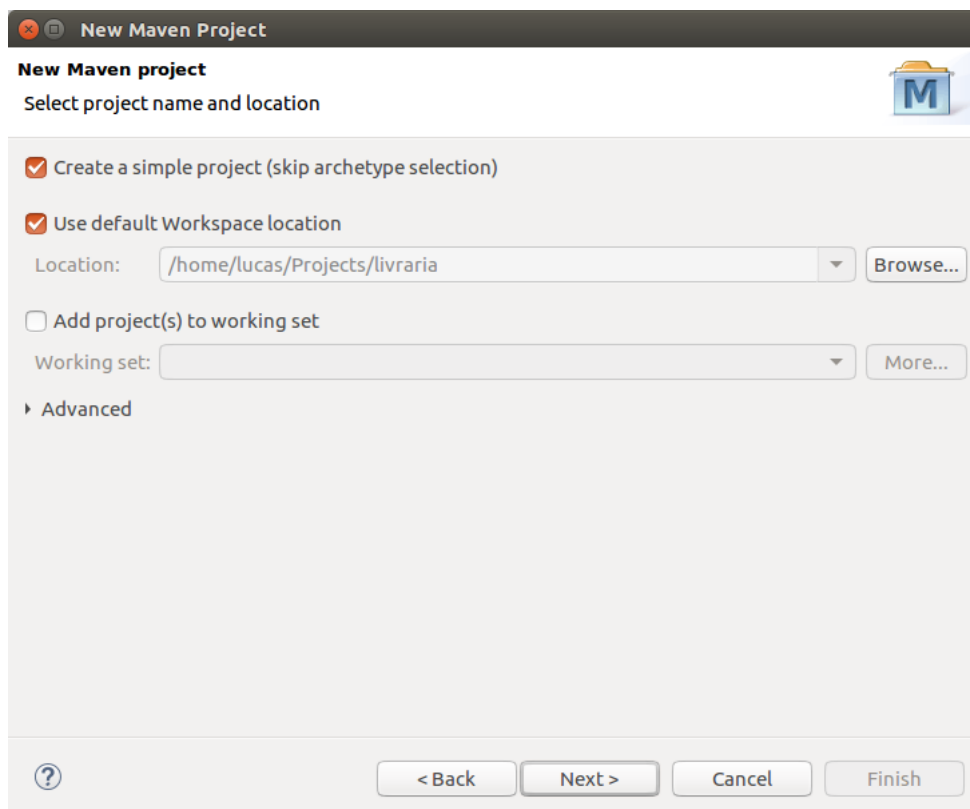 New Maven Project
New Maven project
Select project name and location
M
Create a simple project (skip archetype selection)
Use default Workspace location
Location: /home/lucas/Projects/livraria Browse...
Add project(s) to working set
Working set: More...
Advanced
? < Back Next > Cancel Finish